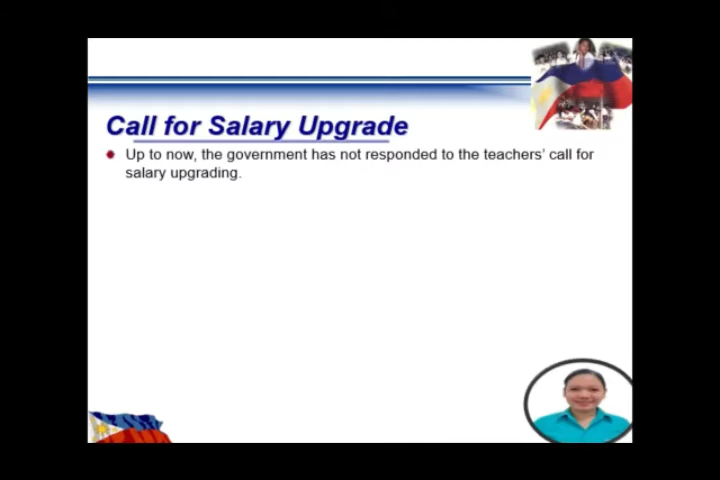 Call for Salary Upgrade
Up to now, the government has not responded to the teachers' call for
salary upgrading.